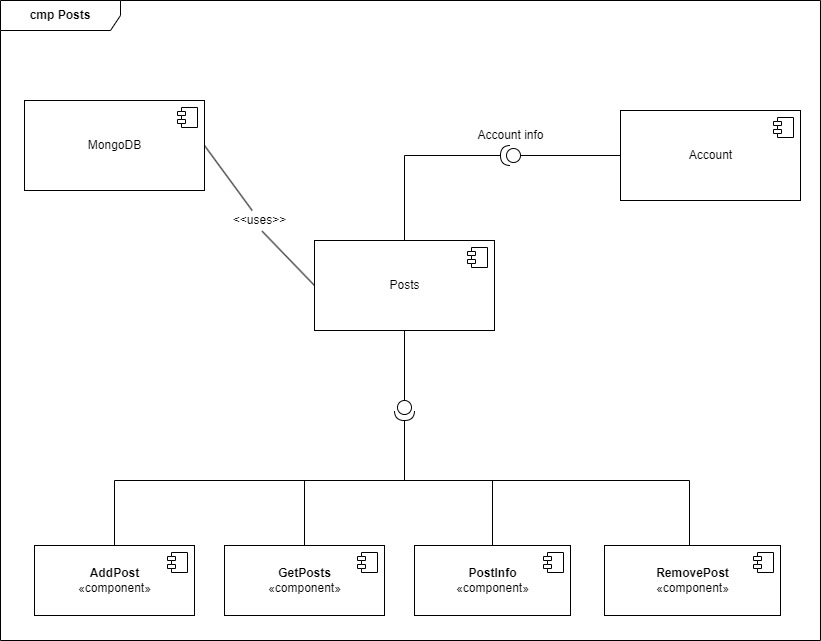 cmp Posts
MongoDB
Account info
Account
<<uses>>
Posts
AddPost
«component»
GetPosts
«component»
PostInfo
«component»
RemovePost
«component»